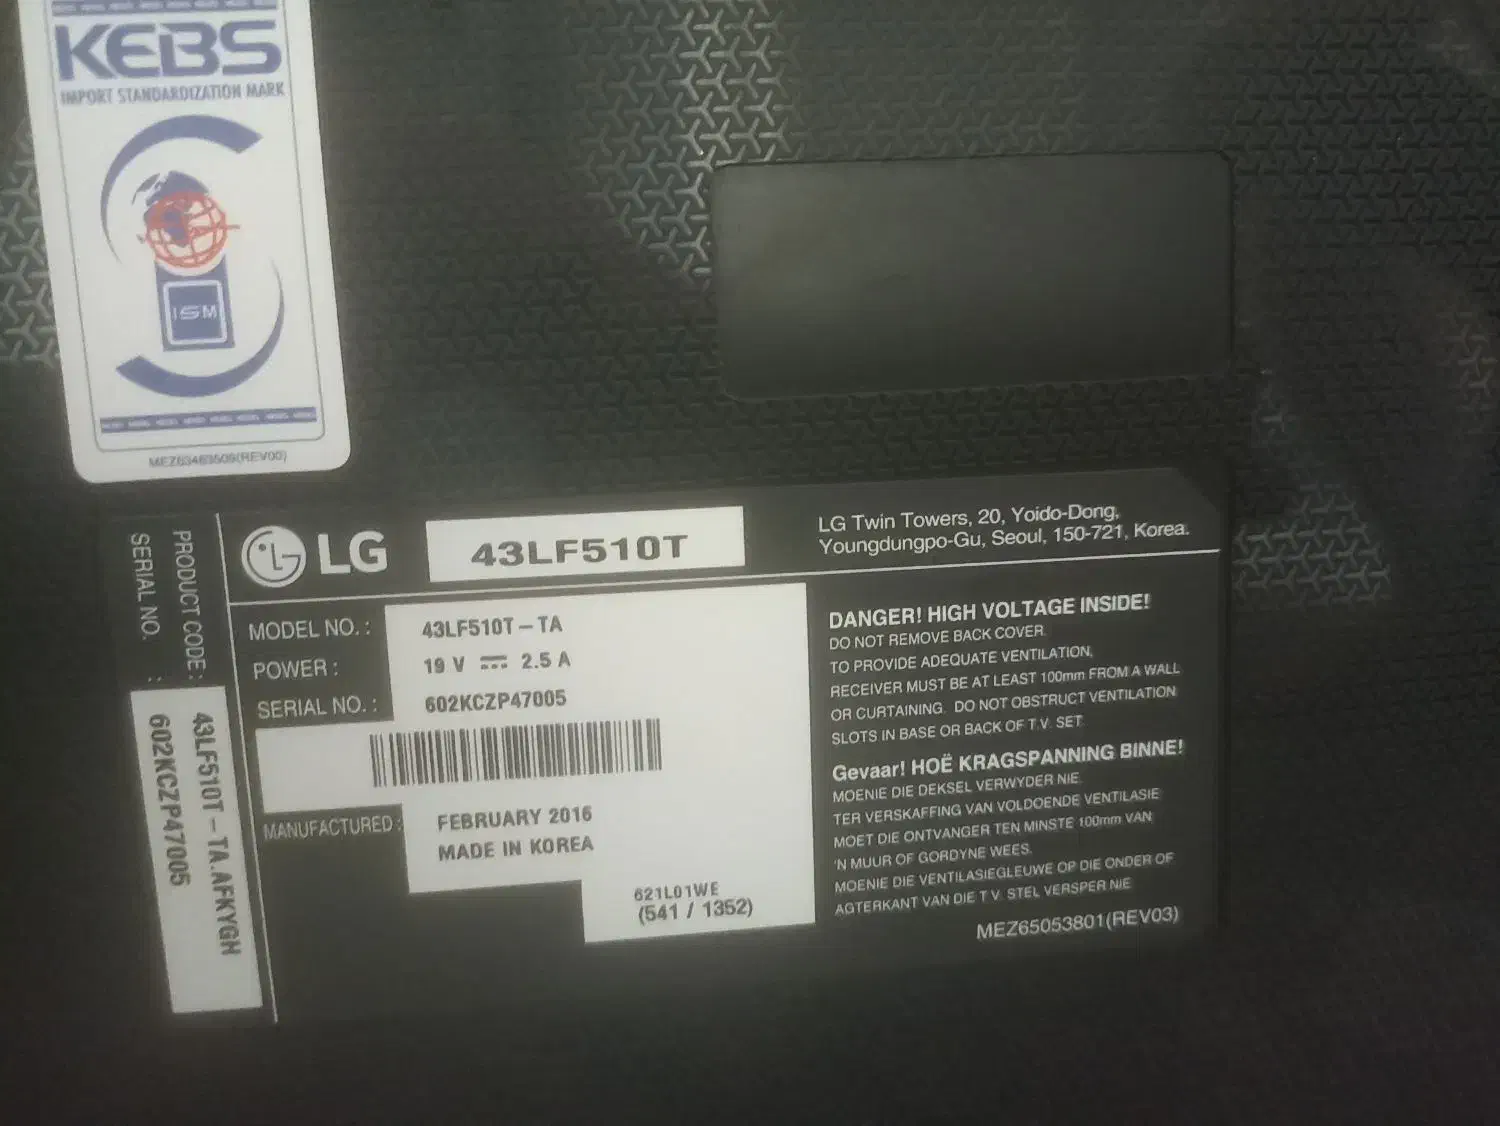 KEBS
IMPORT STANDARDIZATION MARK
ISM
MEZ63463509(REV00)
PRODUCT CODE :
SERIAL NO. :
43LF510T-TA.AFKYGH
602KCZP47005
LG
43LF510T
LG Twin Towers, 20, Yoido-Dong,
Youngdungpo-Gu, Seoul, 150-721, Korea.
MODEL NO. : 43LF510T-TA
POWER : 19 V 2.5 A
SERIAL NO. : 602KCZP47005
MANUFACTURED : FEBRUARY 2016
MADE IN KOREA
621L01WE
(541 / 1352)
DANGER! HIGH VOLTAGE INSIDE!
DO NOT REMOVE BACK COVER.
TO PROVIDE ADEQUATE VENTILATION,
RECEIVER MUST BE AT LEAST 100mm FROM A WALL
OR CURTAINING. DO NOT OBSTRUCT VENTILATION
SLOTS IN BASE OR BACK OF T.V. SET.
Gevaar! HOË KRAGSPANNING BINNE!
MOENIE DIE DEKSEL VERWYDER NIE.
TER VERSKAFFING VAN VOLDOENDE VENTILASIE
MOET DIE ONTVANGER TEN MINSTE 100mm VAN
'N MUUR OF GORDYNE WEES.
MOENIE DIE VENTILASIEGLEUWE OP DIE ONDER OF
AGTERKANT VAN DIE T.V. STEL VERSPER NIE
MEZ65053801(REV03)